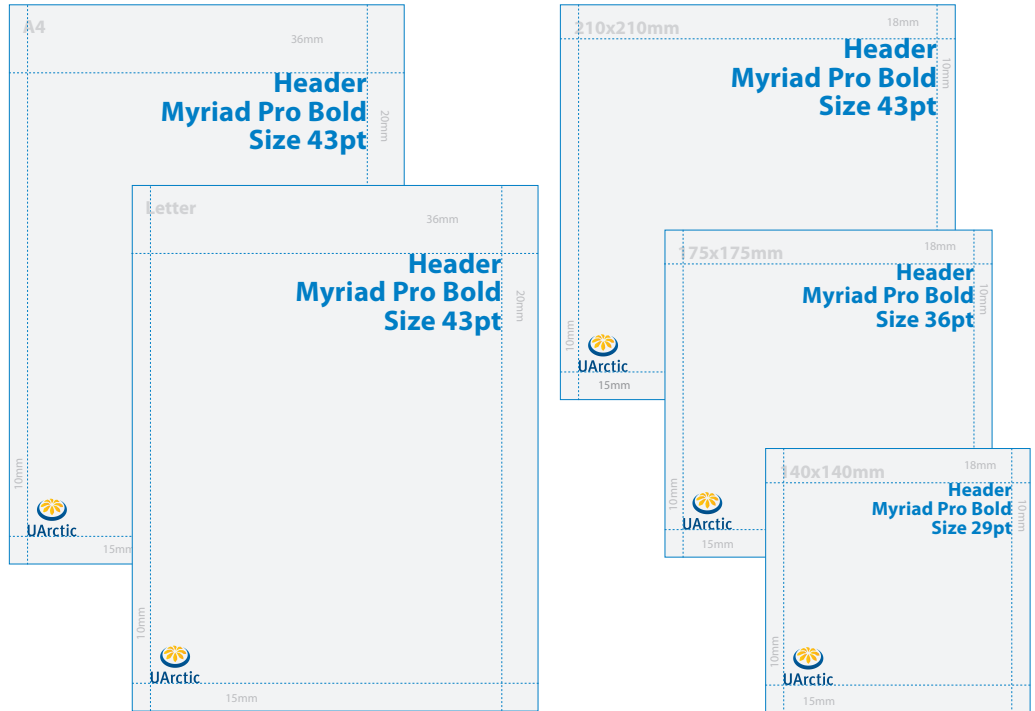 A4
36mm
Header
Myriad Pro Bold
Size 43pt
20mm
10mm
UArctic
15mm
Letter
36mm
Header
Myriad Pro Bold
Size 43pt
20mm
10mm
UArctic
15mm
210x210mm
18mm
Header
Myriad Pro Bold
Size 43pt
10mm
10mm
UArctic
15mm
175x175mm
18mm
Header
Myriad Pro Bold
Size 36pt
10mm
10mm
UArctic
15mm
140x140mm
18mm
Header
Myriad Pro Bold
Size 29pt
10mm
10mm
UArctic
15mm